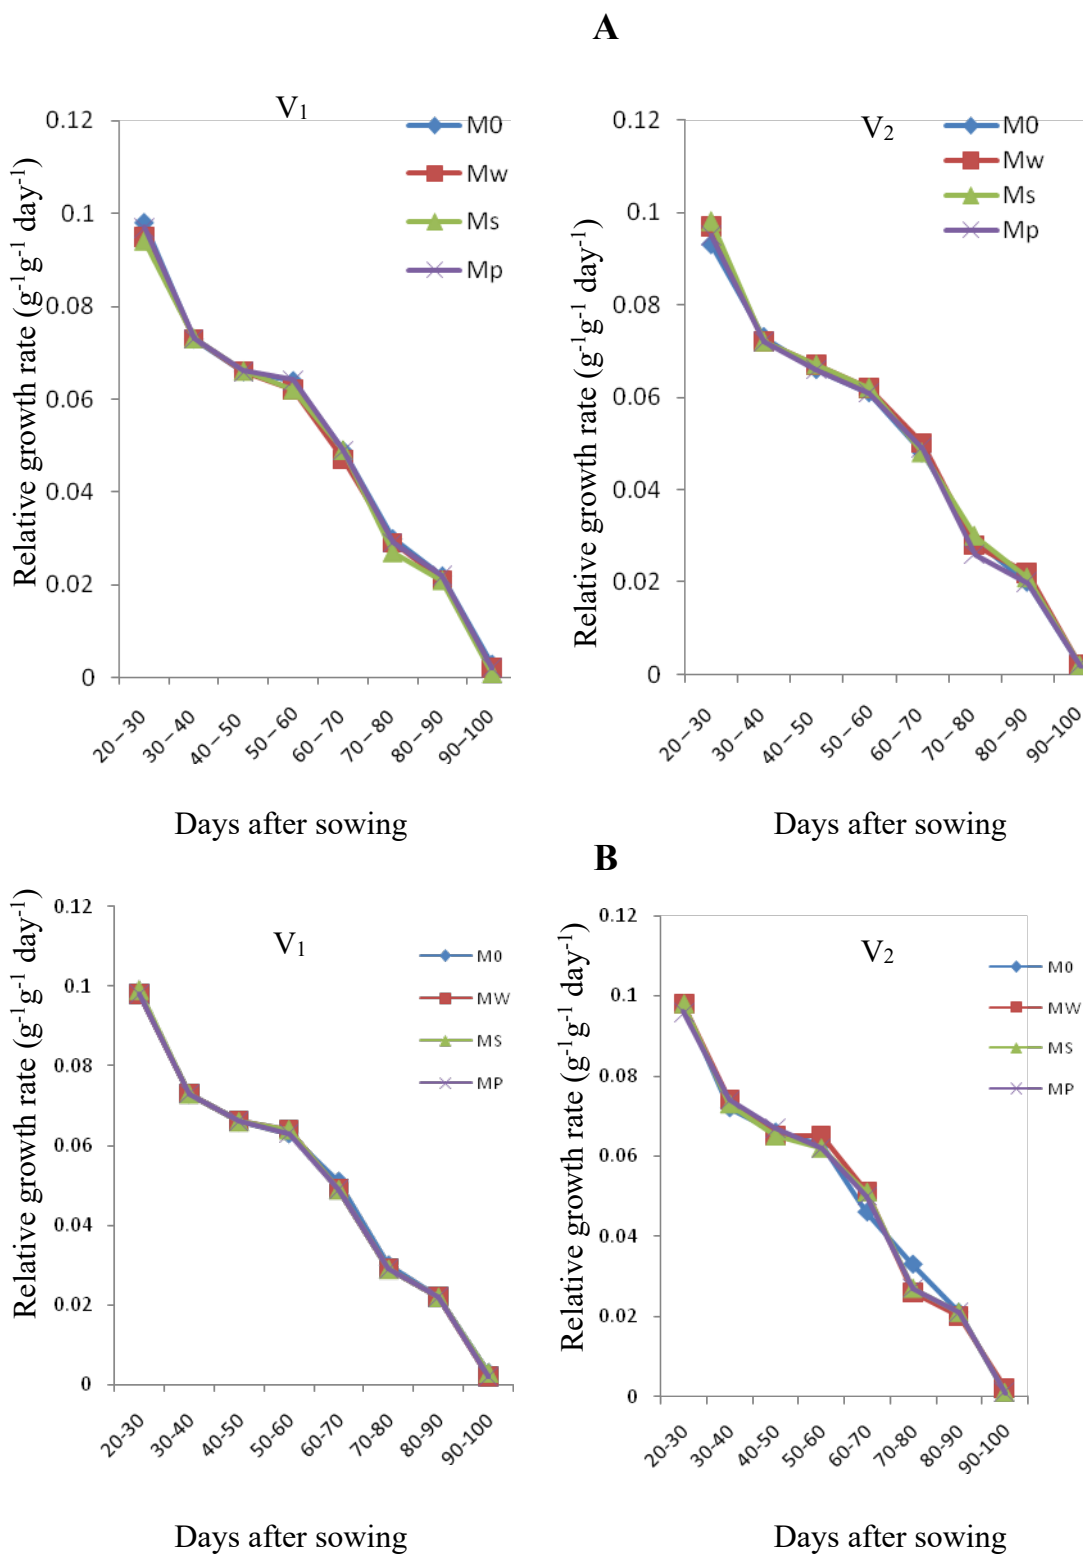 A
V1
M0
Mw
Ms
Mp
Relative growth rate (g-1g-1 day-1)
0.12
0.1
0.08
0.06
0.04
0.02
0
20–30
30–40
40–50
50–60
60–70
70–80
80–90
90–100
Days after sowing
V2
M0
Mw
Ms
Mp
Relative growth rate (g-1g-1 day-1)
0.12
0.1
0.08
0.06
0.04
0.02
0
20–30
30–40
40–50
50–60
60–70
70–80
80–90
90–100
Days after sowing
B
V1
M0
MW
MS
MP
Relative growth rate (g-1g-1 day-1)
0.12
0.1
0.08
0.06
0.04
0.02
0
20-30
30-40
40-50
50-60
60-70
70-80
80-90
90-100
Days after sowing
V2
M0
MW
MS
MP
Relative growth rate (g-1g-1 day-1)
0.12
0.1
0.08
0.06
0.04
0.02
0
20-30
30-40
40-50
50-60
60-70
70-80
80-90
90-100
Days after sowing